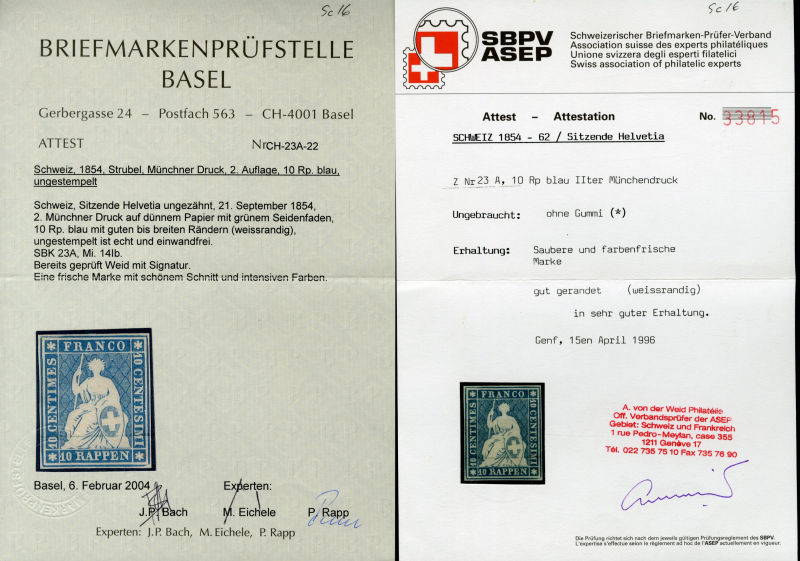 Sc16
BRIEFMARKENPRÜFSTELLE
BASEL
Gerbergasse 24 – Postfach 563 – CH-4001 Basel
ATTEST
Nr CH-23A-22
Schweiz, 1854, Strubel, Münchner Druck, 2. Auflage, 10 Rp. blau,
ungestempelt
Schweiz, Sitzende Helvetia ungezähnt, 21. September 1854,
2. Münchner Druck auf dünnem Papier mit grünem Seidenfaden,
10 Rp. blau mit guten bis breiten Rändern (weissrandig),
ungestempelt ist echt und einwandfrei.
SBK 23A, Mi. 14Ib.
Bereits geprüft Weid mit Signatur.
Eine frische Marke mit schönem Schnitt und intensiven Farben.
FRANCO
10 CENTIMES
10 CENTESIMI
10 RAPPEN
Basel, 6. Februar 2004
Experten:
J.P. Bach M. Eichele P. Rapp
Experten: J.P. Bach, M. Eichele, P. Rapp
Sc16
SBPV
ASEP
Schweizerischer Briefmarken-Prüfer-Verband
Association suisse des experts philatéliques
Unione svizzera degli esperti filatelici
Swiss association of philatelic experts
Attest – Attestation
No. 33815
SCHWEIZ 1854 - 62 / Sitzende Helvetia
Z Nr 23 A, 10 Rp blau IIter Münchendruck
Ungebraucht: ohne Gummi (*)
Erhaltung: Saubere und farbenfrische
Marke
gut gerandet (weissrandig)
in sehr guter Erhaltung.
Genf, 15en April 1996
FRANCO
10 CENTIMES
10 CENTESIMI
10 RAPPEN
A. von der Weid Philatélie
Off. Verbandsprüfer der ASEP
Gebiet: Schweiz und Frankreich
1 rue Pedro-Meylan, case 355
1211 Genève 17
Tél. 022 735 75 10 Fax 735 76 90
Die Prüfung richtet sich nach dem jeweils gültigen Prüfungsreglement des SBPV.
L'expertise s'effectue selon le règlement ad hoc de l'ASEP actuellement en vigueur.